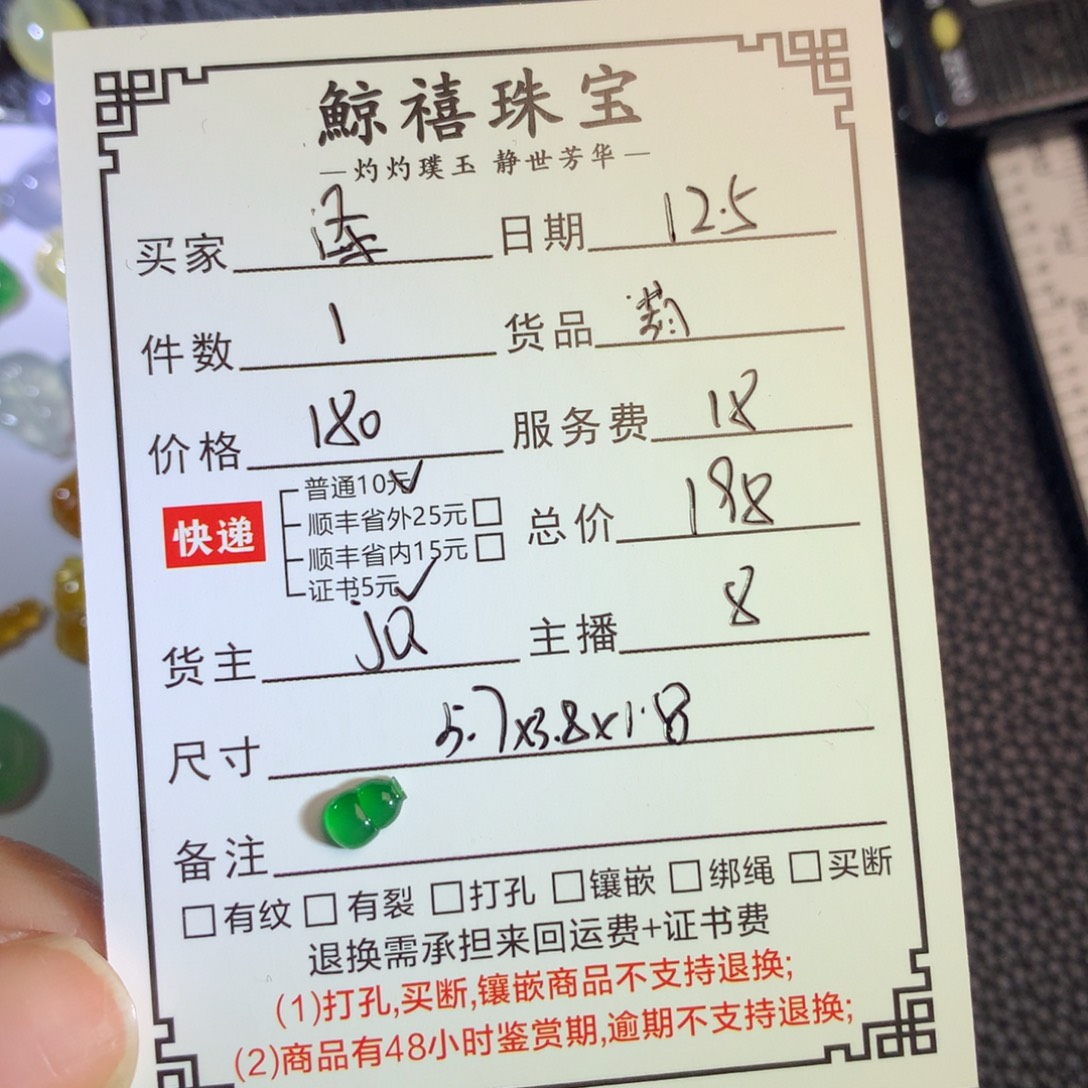 鲸禧珠宝
—灼灼璞玉 静世芳华—
买家 日期 12.5
件数 1 货品
价格 180 服务费 18
普通10元✓
顺丰省外25元□
快递
总价 198
顺丰省内15元□
证书5元✓
货主 jQ 主播 8
尺寸 5.7x3.8x1.8
备注
□有纹 □有裂 □打孔 □镶嵌 □绑绳 □买断
退换需承担来回运费+证书费
(1)打孔,买断,镶嵌商品不支持退换;
(2)商品有48小时鉴赏期,逾期不支持退换;